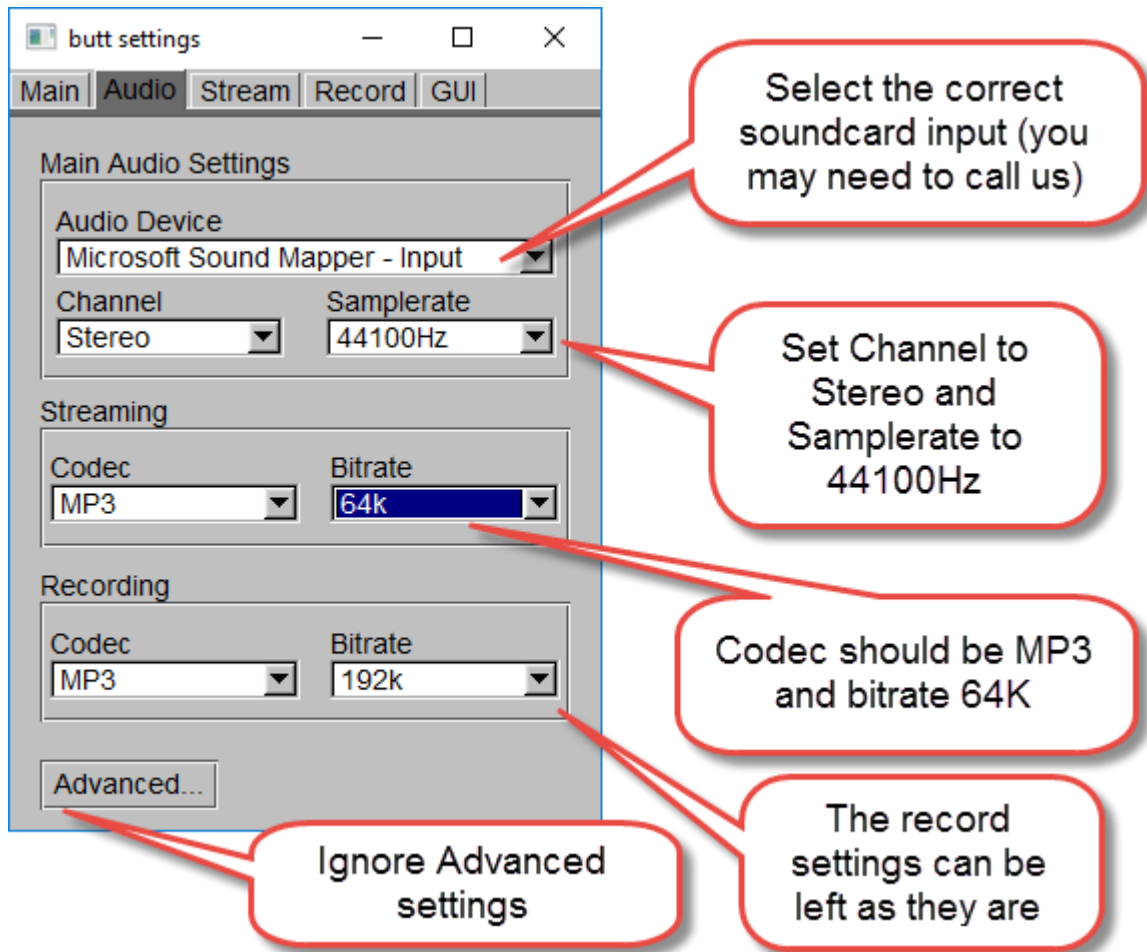 butt settings
Main Audio Stream Record GUI
Main Audio Settings
Audio Device
Microsoft Sound Mapper - Input
Channel Samplerate
Stereo 44100Hz
Streaming
Codec Bitrate
MP3 64k
Recording
Codec Bitrate
MP3 192k
Advanced...
Select the correct
soundcard input (you
may need to call us)
Set Channel to
Stereo and
Samplerate to
44100Hz
Codec should be MP3
and bitrate 64K
The record
settings can be
left as they are
Ignore Advanced
settings